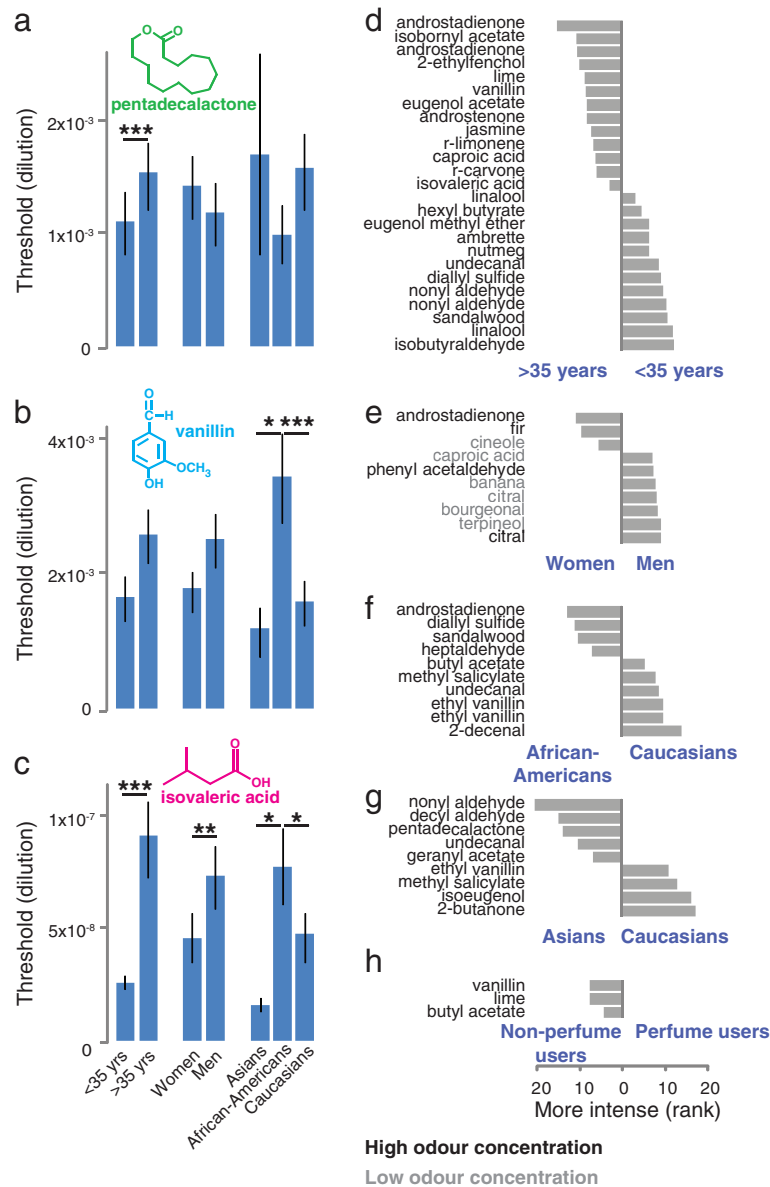 a
O
O
pentadecalactone
Threshold (dilution)
2x10⁻³
1x10⁻³
0
***
b
O
H
OCH₃
OH
vanillin
Threshold (dilution)
4x10⁻³
2x10⁻³
0
* ***
c
O
OH
isovaleric acid
Threshold (dilution)
1x10⁻⁷
5x10⁻⁸
0
***
**
* *
<35 yrs
>35 yrs
Women
Men
Asians
African-Americans
Caucasians
d
androstadienone
isobornyl acetate
androstadienone
2-ethylfenchol
lime
vanillin
eugenol acetate
androstenone
jasmine
r-limonene
caproic acid
r-carvone
isovaleric acid
linalool
hexyl butyrate
eugenol methyl ether
ambrette
nutmeg
undecanal
diallyl sulfide
nonyl aldehyde
nonyl aldehyde
sandalwood
linalool
isobutyraldehyde
>35 years <35 years
e
androstadienone
fir
cineole
caproic acid
phenyl acetaldehyde
banana
citral
bourgeonal
terpineol
citral
Women Men
f
androstadienone
diallyl sulfide
sandalwood
heptaldehyde
butyl acetate
methyl salicylate
undecanal
ethyl vanillin
ethyl vanillin
2-decenal
African- Caucasians
Americans
g
nonyl aldehyde
decyl aldehyde
pentadecalactone
undecanal
geranyl acetate
ethyl vanillin
methyl salicylate
isoeugenol
2-butanone
Asians Caucasians
h
vanillin
lime
butyl acetate
Non-perfume Perfume users
users
20 10 0 10 20
More intense (rank)
High odour concentration
Low odour concentration